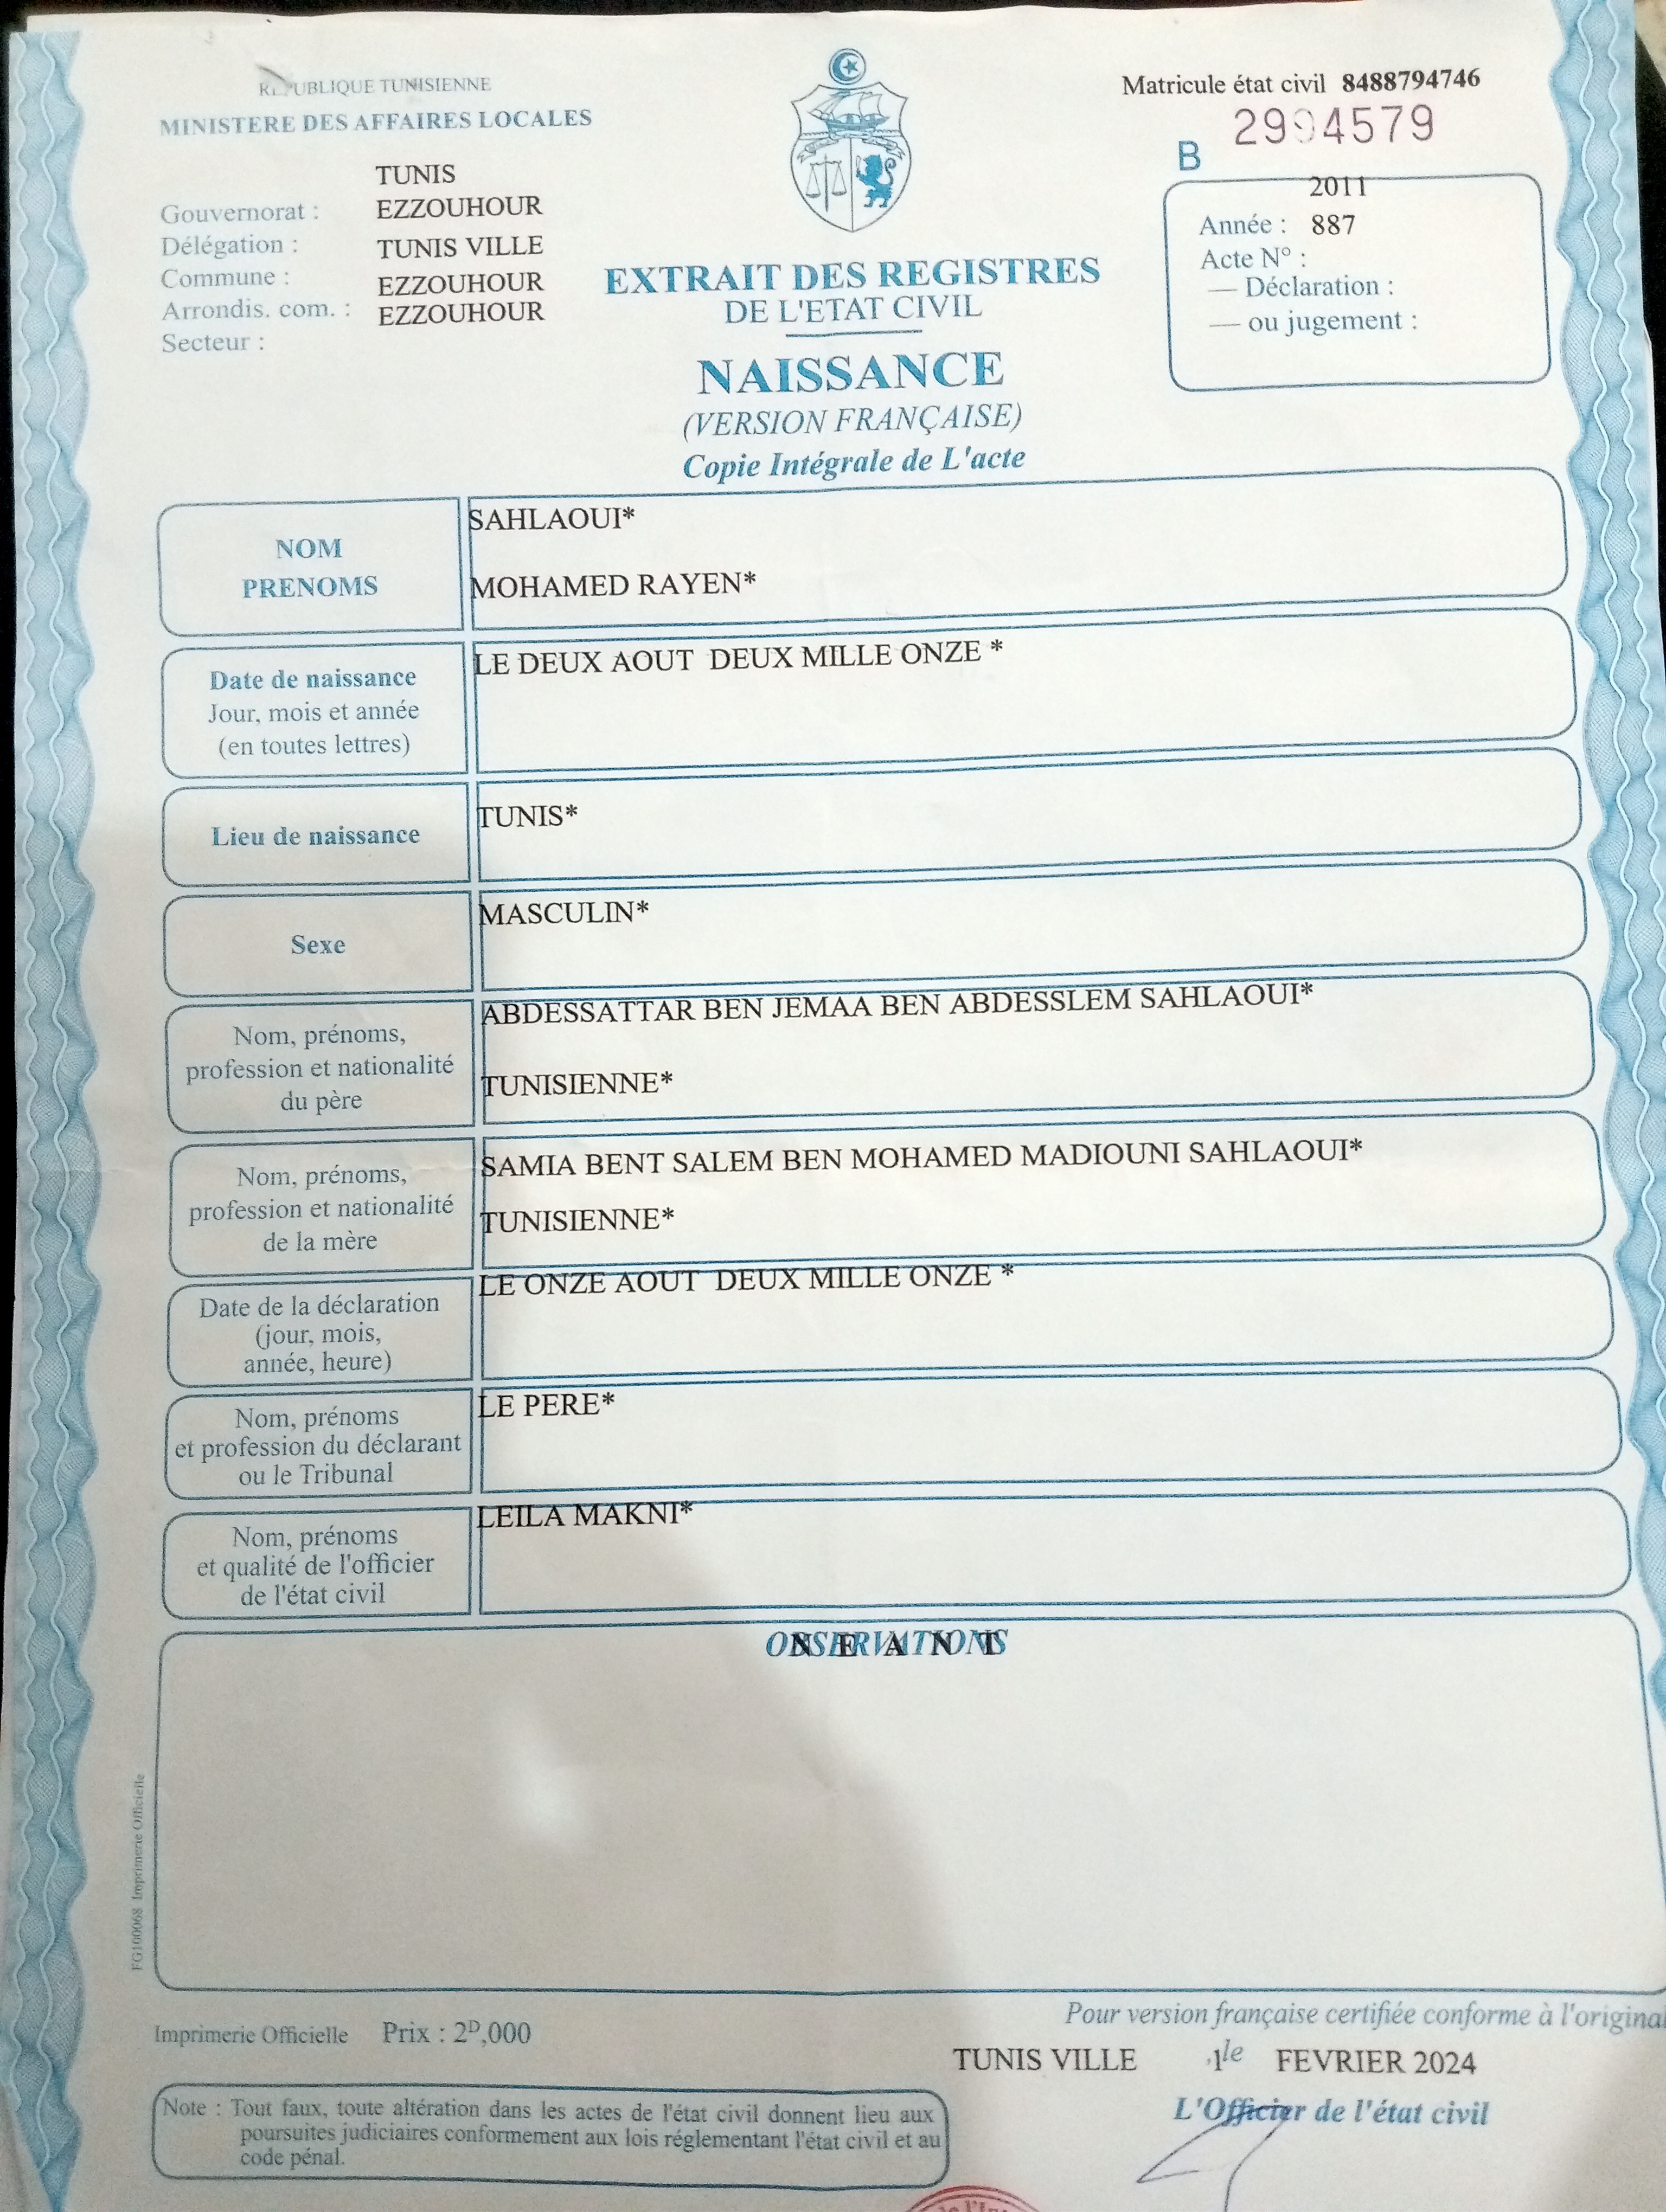 REPUBLIQUE TUNISIENNE
MINISTERE DES AFFAIRES LOCALES
TUNIS
Gouvernorat : EZZOUHOUR
Délégation : TUNIS VILLE
Commune : EZZOUHOUR
Arrondis. com. : EZZOUHOUR
Secteur :
Matricule état civil 8488794746
B 2994579
2011
Année : 887
Acte N° :
— Déclaration :
— ou jugement :
EXTRAIT DES REGISTRES
DE L'ETAT CIVIL
NAISSANCE
(VERSION FRANÇAISE)
Copie Intégrale de L'acte
NOM
PRENOMS
SAHLAOUI*
MOHAMED RAYEN*
Date de naissance
Jour, mois et année
(en toutes lettres)
LE DEUX AOUT DEUX MILLE ONZE *
Lieu de naissance
TUNIS*
Sexe
MASCULIN*
Nom, prénoms,
profession et nationalité
du père
ABDESSATTAR BEN JEMAA BEN ABDESSLEM SAHLAOUI*
TUNISIENNE*
Nom, prénoms,
profession et nationalité
de la mère
SAMIA BENT SALEM BEN MOHAMED MADIOUNI SAHLAOUI*
TUNISIENNE*
Date de la déclaration
(jour, mois,
année, heure)
LE ONZE AOUT DEUX MILLE ONZE *
Nom, prénoms
et profession du déclarant
ou le Tribunal
LE PERE*
Nom, prénoms
et qualité de l'officier
de l'état civil
LEILA MAKNI*
OBSERVATIONS
N E A N T
FG100068 Imprimerie Officielle
Imprimerie Officielle Prix : 2D,000
Pour version française certifiée conforme à l'original
TUNIS VILLE 1 le FEVRIER 2024
L'Officier de l'état civil
Note : Tout faux, toute altération dans les actes de l'état civil donnent lieu aux
poursuites judiciaires conformement aux lois réglementant l'état civil et au
code pénal.